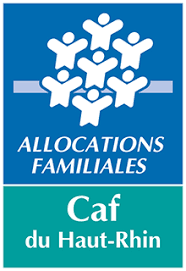 ALLOCATIONS
FAMILIALES
Caf
du Haut-Rhin